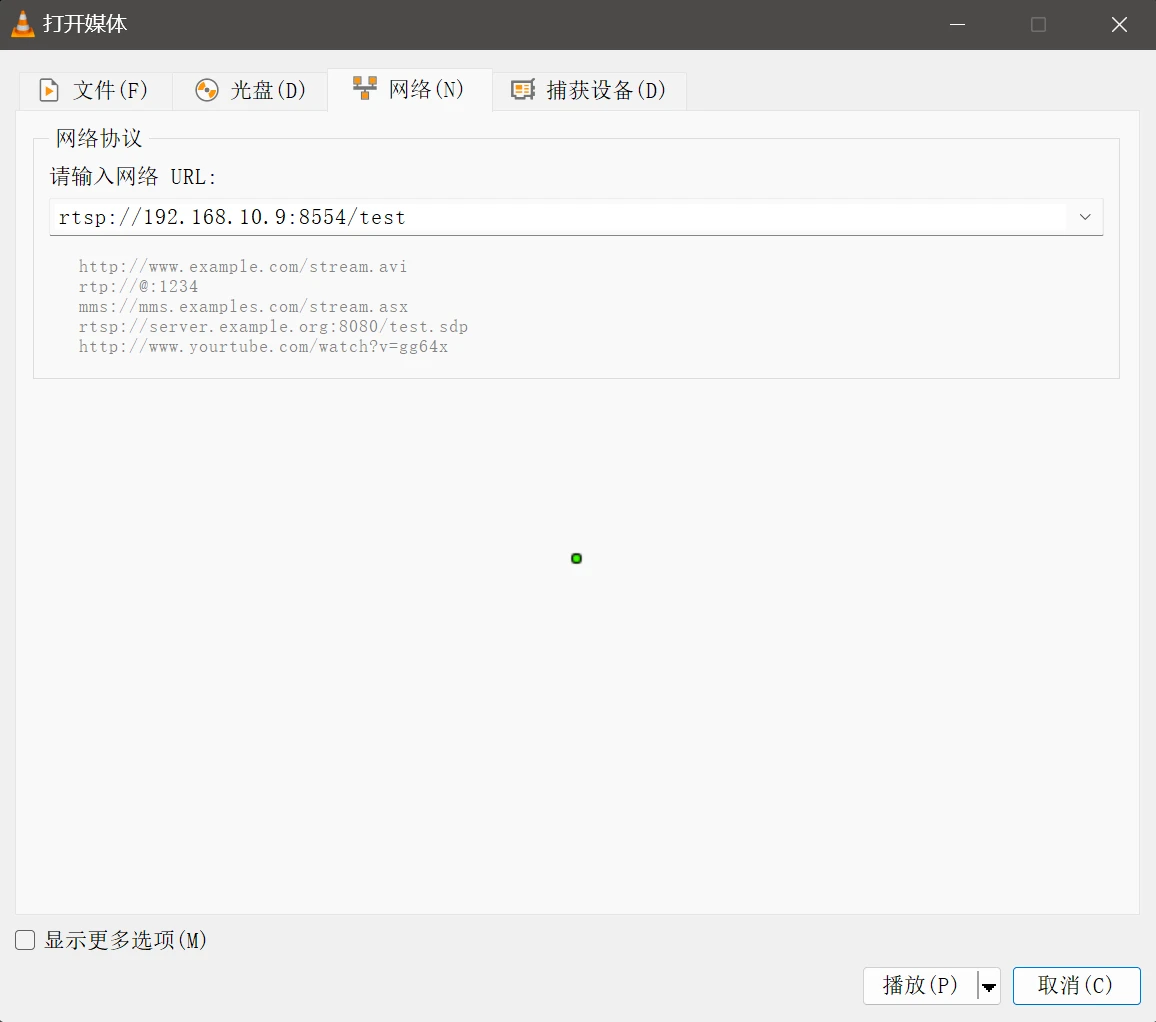 打开媒体
文件(F)
光盘(D)
网络(N)
捕获设备(D)
网络协议
请输入网络 URL:
rtsp://192.168.10.9:8554/test
http://www.example.com/stream.avi
rtp://@:1234
mms://mms.examples.com/stream.asx
rtsp://server.example.org:8080/test.sdp
http://www.yourtube.com/watch?v=gg64x
显示更多选项(M)
播放(P)
取消(C)